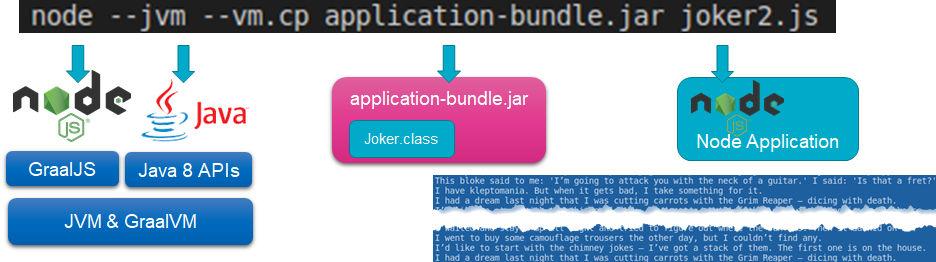 node --jvm --vm.cp application-bundle.jar joker2.js
node
JS
Java
GraalJS
Java 8 APIs
JVM & GraalVM
application-bundle.jar
Joker.class
node
JS
Node Application
This bloke said to me: 'I'm going to attack you with the neck of a guitar.' I said: 'Is that a fret?'
I have kleptomania. But when it gets bad, I take something for it.
I had a dream last night that I was cutting carrots with the Grim Reaper – dicing with death.
I went to buy some camouflage trousers the other day, but I couldn't find any.
I'd like to start with the chimney jokes – I've got a stack of them. The first one is on the house.
I had a dream last night that I was cutting carrots with the Grim Reaper – dicing with death.